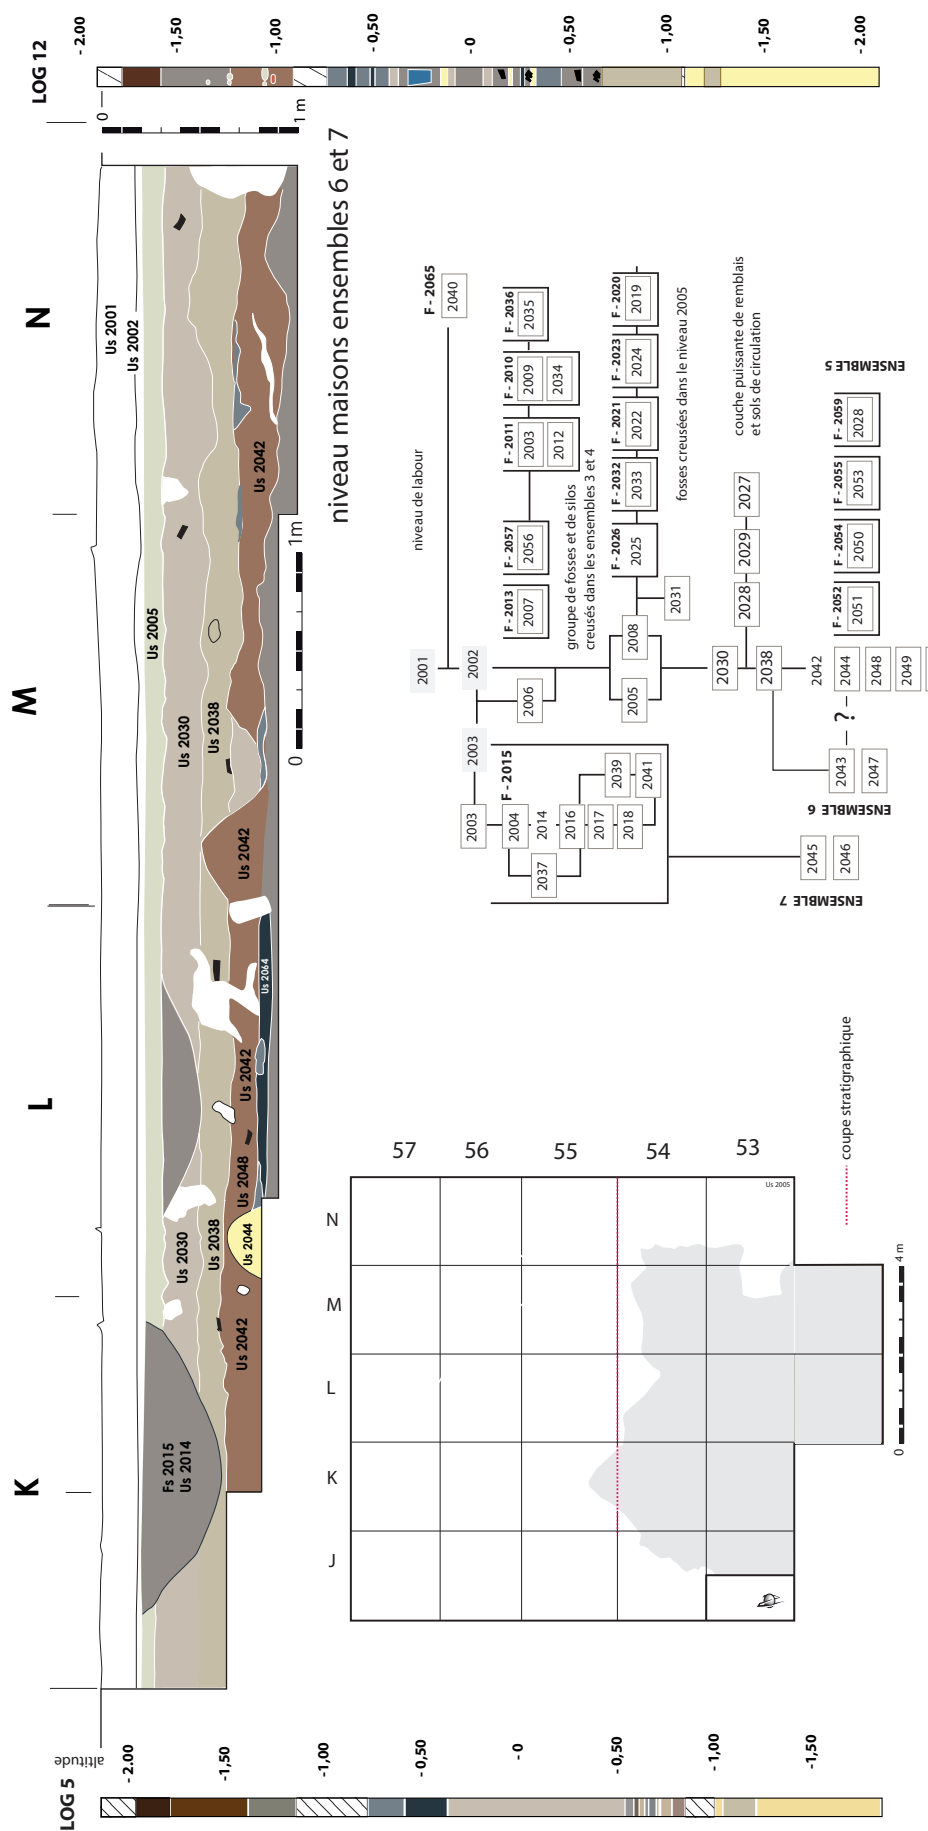 LOG 5
altitude
- 2.00
-1,50
-1,00
- 0,50
- 0
- 0,50
- 1,00
-1,50
K
L
M
N
LOG 12
- 2.00
-1,50
-1,00
- 0,50
- 0
- 0,50
- 1,00
-1,50
- 2.00
0
1 m
Us 2001
Us 2002
Us 2005
Us 2030
Us 2038
Us 2042
Us 2042
Fs 2015
Us 2014
Us 2030
Us 2038
Us 2042
Us 2044
Us 2048
Us 2042
Us 2064
0
1m
niveau maisons ensembles 6 et 7
J
K
L
M
N
57
56
55
54
53
Us 2005
0
4 m
coupe stratigraphique
niveau de labour
F - 2065
2040
2001
2002
2003
2003
2006
F - 2015
2004
2014
2016
2017
2018
2037
2039
2041
F - 2013
2007
F - 2057
2056
F - 2011
2003
2012
F - 2010
2009
2034
F - 2036
2035
groupe de fosses et de silos
creusés dans les ensembles 3 et 4
2005
2008
2031
F - 2026
2025
F - 2032
2033
F - 2021
2022
F - 2023
2024
F - 2020
2019
fosses creusées dans le niveau 2005
2030
2038
2028
2029
2027
couche puissante de remblais
et sols de circulation
2042
2044
2048
2049
?
2043
2047
ENSEMBLE 6
2045
2046
ENSEMBLE 7
F - 2052
2051
F - 2054
2050
F - 2055
2053
F - 2059
2028
ENSEMBLE 5